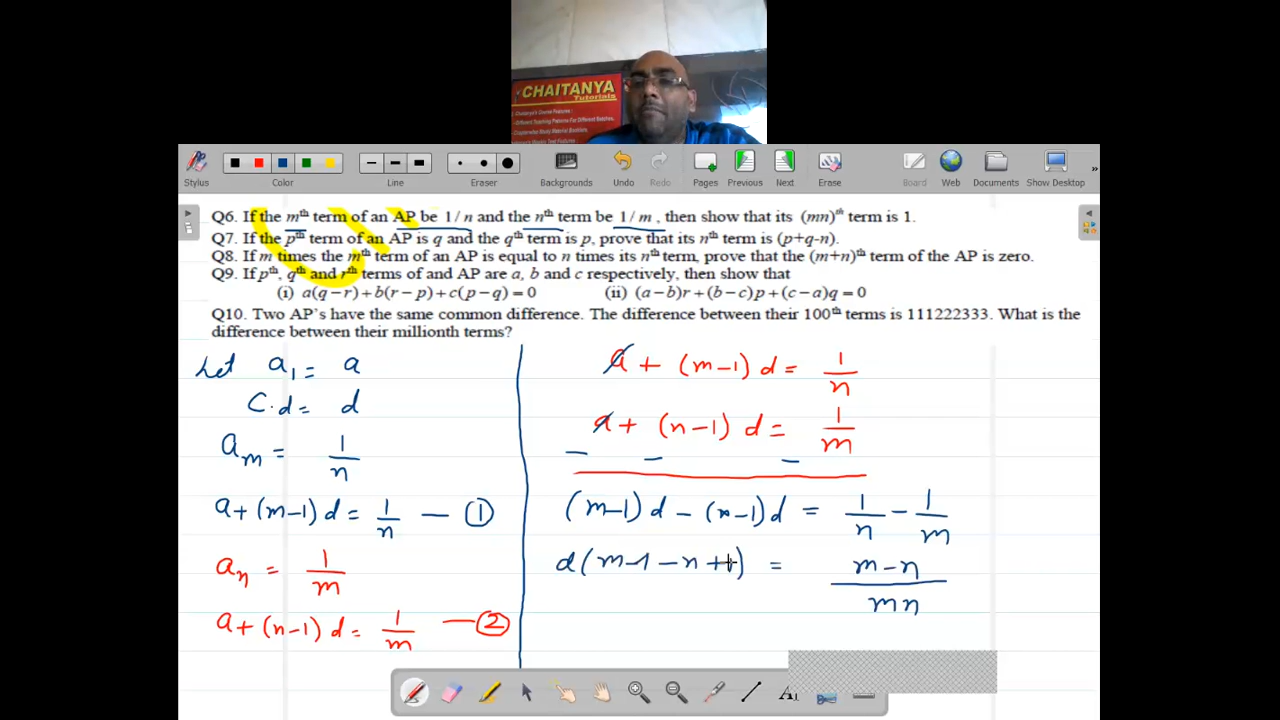 CHAITANYA
Tutorials
Stylus
Color
Line
Eraser
Backgrounds
Undo
Redo
Pages
Previous
Next
Erase
Board
Web
Documents
Show Desktop
»
Q6. If the mᵗʰ term of an AP be 1/n and the nᵗʰ term be 1/m, then show that its (mn)ᵗʰ term is 1.
Q7. If the pᵗʰ term of an AP is q and the qᵗʰ term is p, prove that its nᵗʰ term is (p+q-n).
Q8. If m times the mᵗʰ term of an AP is equal to n times its nᵗʰ term, prove that the (m+n)ᵗʰ term of the AP is zero.
Q9. If pᵗʰ, qᵗʰ and rᵗʰ terms of and AP are a, b and c respectively, then show that
(i) a(q−r)+b(r−p)+c(p−q)=0 (ii) (a−b)r+(b−c)p+(c−a)q=0
Q10. Two AP's have the same common difference. The difference between their 100ᵗʰ terms is 111222333. What is the
difference between their millionth terms?
Let a₁ = a
C.d = d
aₘ = 1/n
a+(m−1)d = 1/n — ①
aₙ = 1/m
a+(n−1)d = 1/m — ②
a + (m−1)d = 1/n
a + (n−1)d = 1/m
− − −
(m−1)d − (n−1)d = 1/n − 1/m
d(m−1−n+1) = m−n/mn